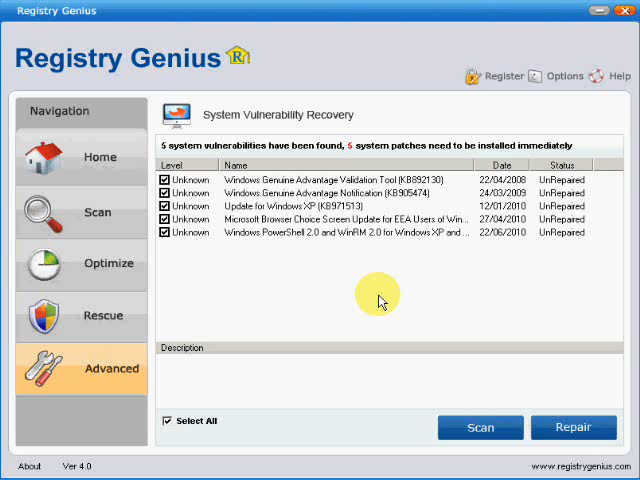 Registry Genius
Registry Genius R
Register Options Help
Navigation
Home
Scan
Optimize
Rescue
Advanced
System Vulnerability Recovery
5 system vulnerabilities have been found, 5 system patches need to be installed immediately
Level Name Date Status
Unknown Windows Genuine Advantage Validation Tool (KB892130) 22/04/2008 UnRepaired
Unknown Windows Genuine Advantage Notification (KB905474) 24/03/2009 UnRepaired
Unknown Update for Windows XP (KB971513) 12/01/2010 UnRepaired
Unknown Microsoft Browser Choice Screen Update for EEA Users of Win... 27/04/2010 UnRepaired
Unknown Windows PowerShell 2.0 and WinRM 2.0 for Windows XP and ... 22/06/2010 UnRepaired
Description
Select All
Scan Repair
About Ver 4.0 www.registrygenius.com